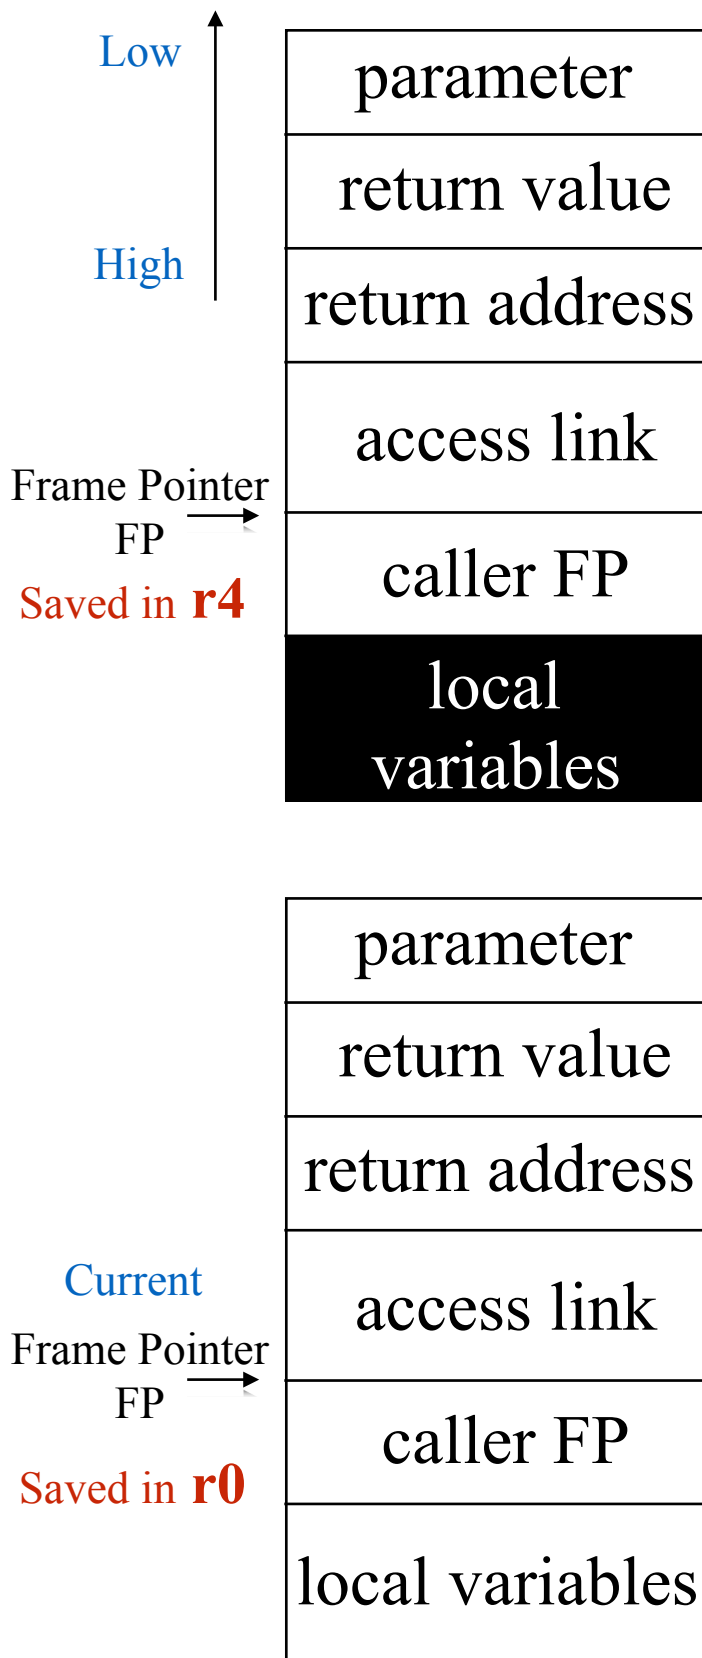 Low
parameter
return value
High
return address
access link
Frame Pointer
FP
caller FP
Saved in r4
local
variables
parameter
return value
return address
Current
access link
Frame Pointer
FP
caller FP
Saved in r0
local variables